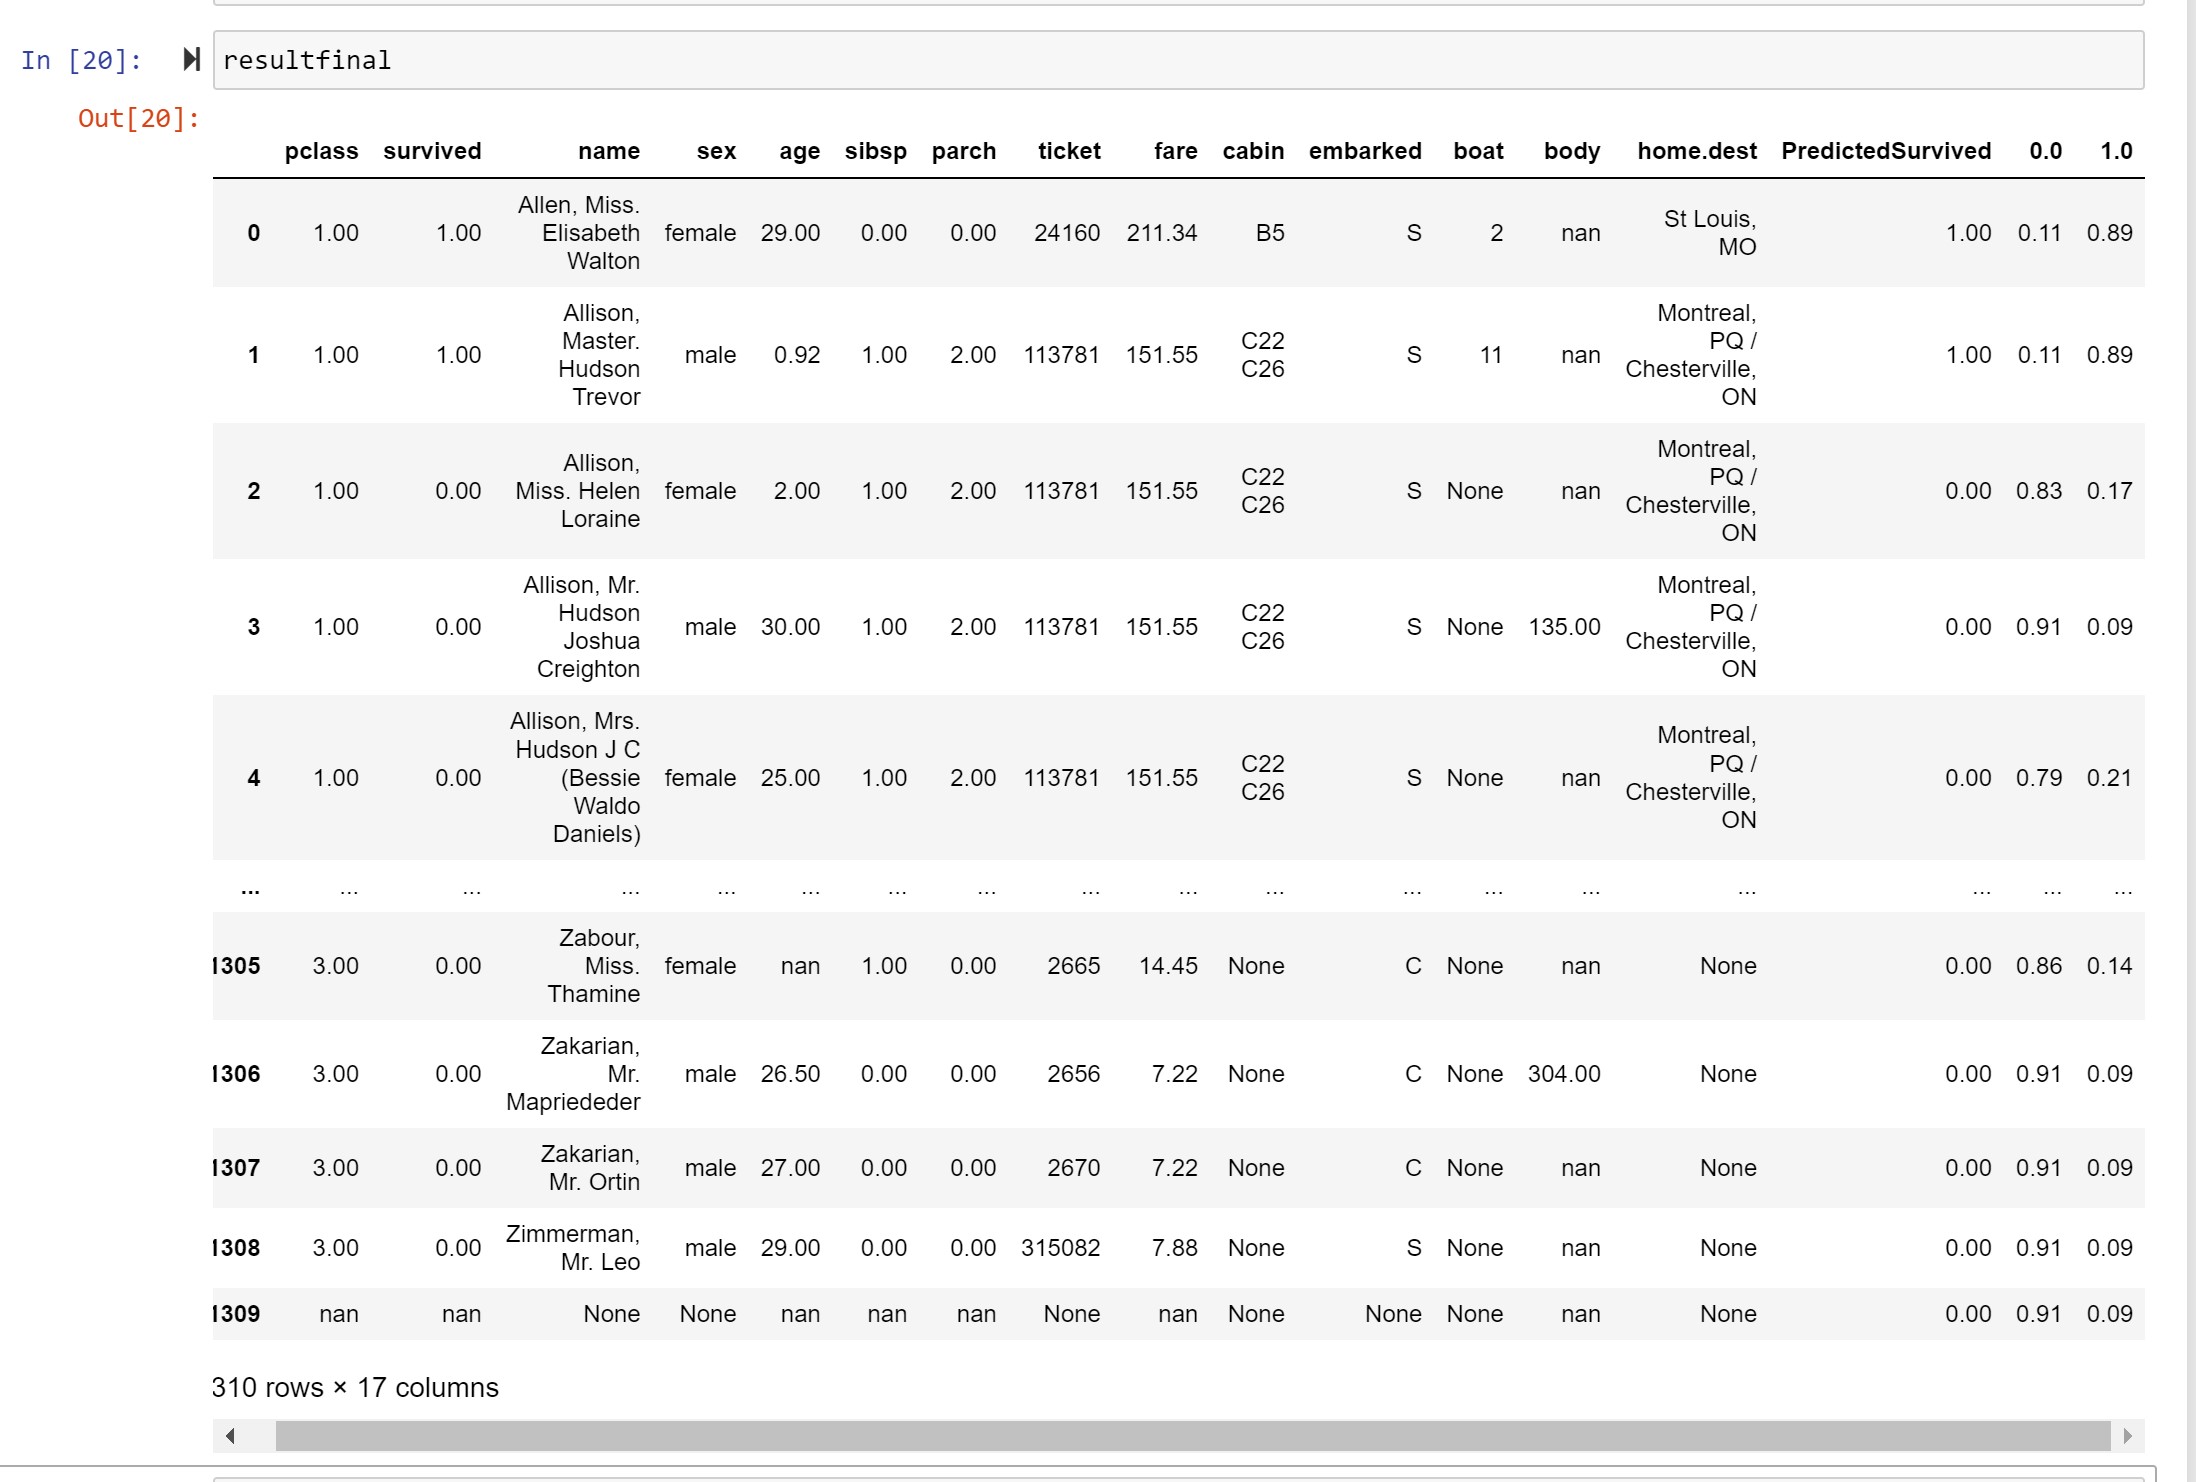 In [20]: resultfinal
Out[20]:
pclass survived name sex age sibsp parch ticket fare cabin embarked boat body home.dest PredictedSurvived 0.0 1.0
0 1.00 1.00 Allen, Miss. Elisabeth Walton female 29.00 0.00 0.00 24160 211.34 B5 S 2 nan St Louis, MO 1.00 0.11 0.89
1 1.00 1.00 Allison, Master. Hudson Trevor male 0.92 1.00 2.00 113781 151.55 C22 C26 S 11 nan Montreal, PQ / Chesterville, ON 1.00 0.11 0.89
2 1.00 0.00 Allison, Miss. Helen Loraine female 2.00 1.00 2.00 113781 151.55 C22 C26 S None nan Montreal, PQ / Chesterville, ON 0.00 0.83 0.17
3 1.00 0.00 Allison, Mr. Hudson Joshua Creighton male 30.00 1.00 2.00 113781 151.55 C22 C26 S None 135.00 Montreal, PQ / Chesterville, ON 0.00 0.91 0.09
4 1.00 0.00 Allison, Mrs. Hudson J C (Bessie Waldo Daniels) female 25.00 1.00 2.00 113781 151.55 C22 C26 S None nan Montreal, PQ / Chesterville, ON 0.00 0.79 0.21
... ... ... ... ... ... ... ... ... ... ... ... ... ... ... ... ... ...
1305 3.00 0.00 Zabour, Miss. Thamine female nan 1.00 0.00 2665 14.45 None C None nan None 0.00 0.86 0.14
1306 3.00 0.00 Zakarian, Mr. Mapriededer male 26.50 0.00 0.00 2656 7.22 None C None 304.00 None 0.00 0.91 0.09
1307 3.00 0.00 Zakarian, Mr. Ortin male 27.00 0.00 0.00 2670 7.22 None C None nan None 0.00 0.91 0.09
1308 3.00 0.00 Zimmerman, Mr. Leo male 29.00 0.00 0.00 315082 7.88 None S None nan None 0.00 0.91 0.09
1309 nan nan None None nan nan nan None nan None None None nan None 0.00 0.91 0.09
310 rows × 17 columns